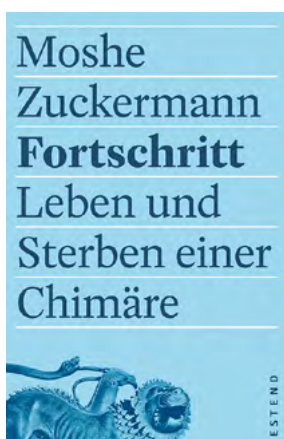 Moshe
Zuckermann
Fortschritt
Leben und
Sterben einer
Chimäre
ESTEND